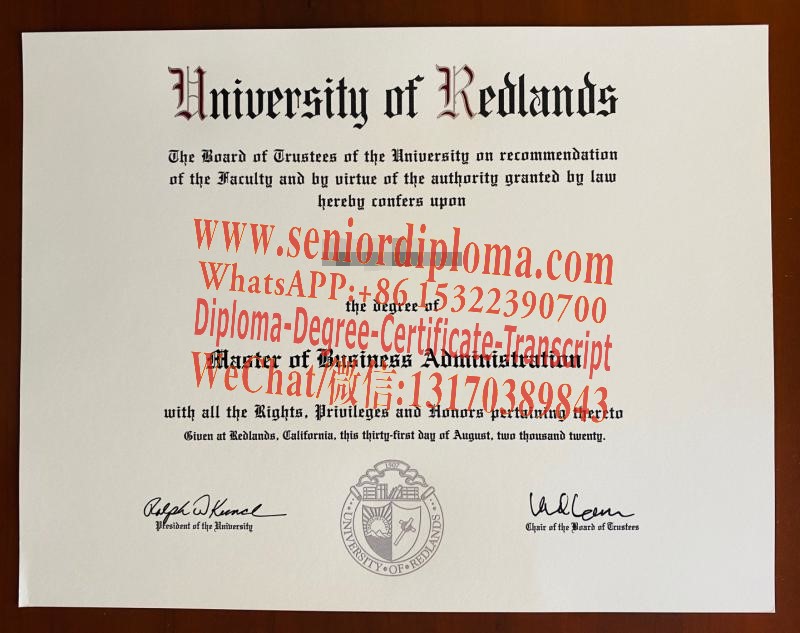 University of Redlands
The Board of Trustees of the University on recommendation
of the Faculty and by virtue of the authority granted by law
hereby confers upon
www.seniordiploma.com
WhatsAPP:+86 15322390700
the degree of
Diploma-Degree-Certificate-Transcript
Master of Business Administration
WeChat/微信:13170389843
with all the Rights, Privileges and Honors pertaining thereto
Given at Redlands, California, this thirty-first day of August, two thousand twenty.
1907
UNIVERSITY OF REDLANDS
President of the University
Chair of the Board of Trustees